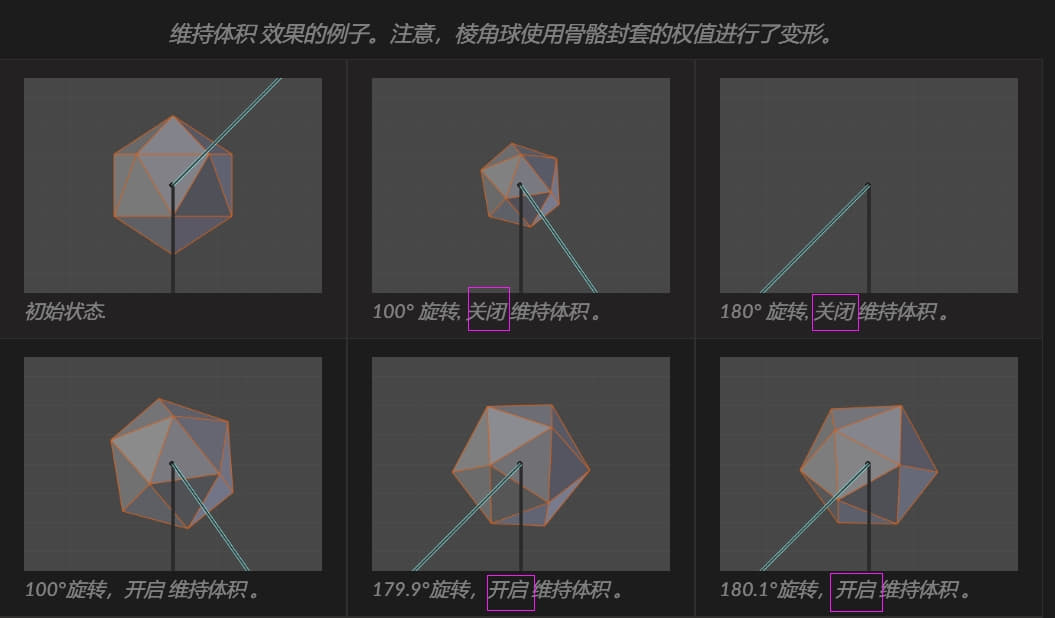 维持体积 效果的例子。注意，棱角球使用骨骼封套的权值进行了变形。
初始状态.
100° 旋转, 关闭 维持体积 。
180° 旋转, 关闭 维持体积 。
100°旋转，开启 维持体积 。
179.9°旋转，开启 维持体积 。
180.1°旋转，开启 维持体积 。